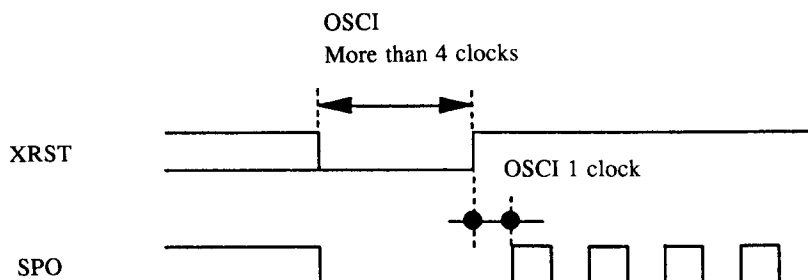 OSCI
More than 4 clocks
XRST
OSCI 1 clock
SPO